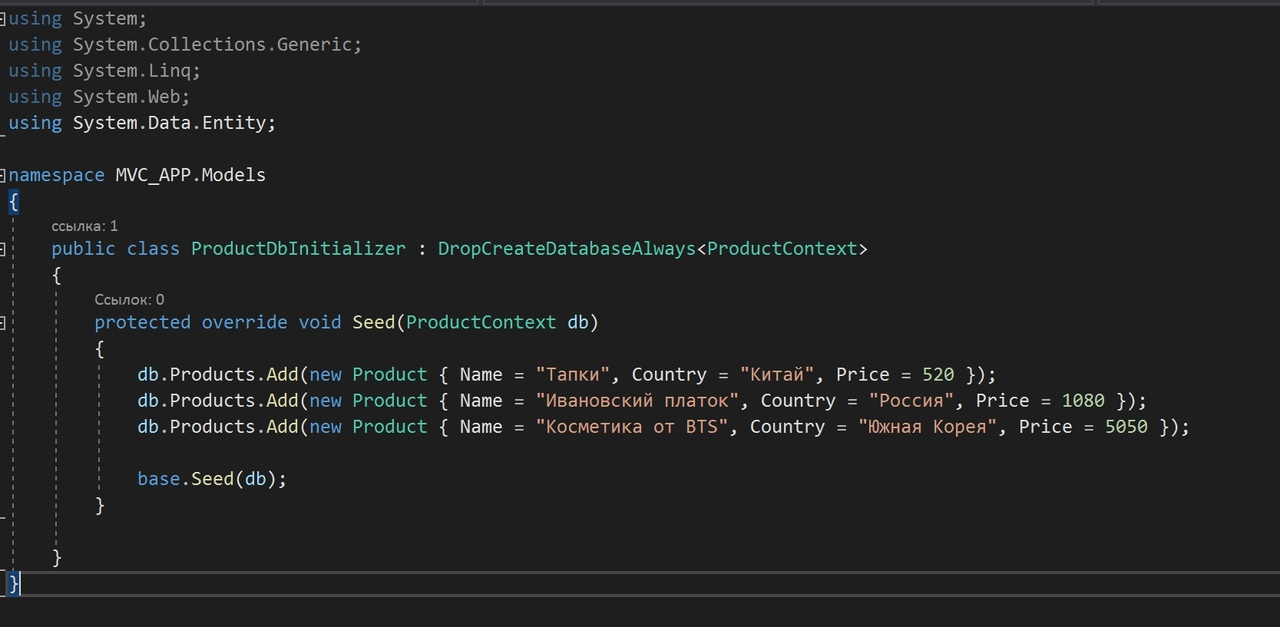 using System;
using System.Collections.Generic;
using System.Linq;
using System.Web;
using System.Data.Entity;
namespace MVC_APP.Models
{
ссылка: 1
public class ProductDbInitializer : DropCreateDatabaseAlways<ProductContext>
{
Ссылок: 0
protected override void Seed(ProductContext db)
{
db.Products.Add(new Product { Name = "Тапки", Country = "Китай", Price = 520 });
db.Products.Add(new Product { Name = "Ивановский платок", Country = "Россия", Price = 1080 });
db.Products.Add(new Product { Name = "Косметика от BTS", Country = "Южная Корея", Price = 5050 });
base.Seed(db);
}
}
}